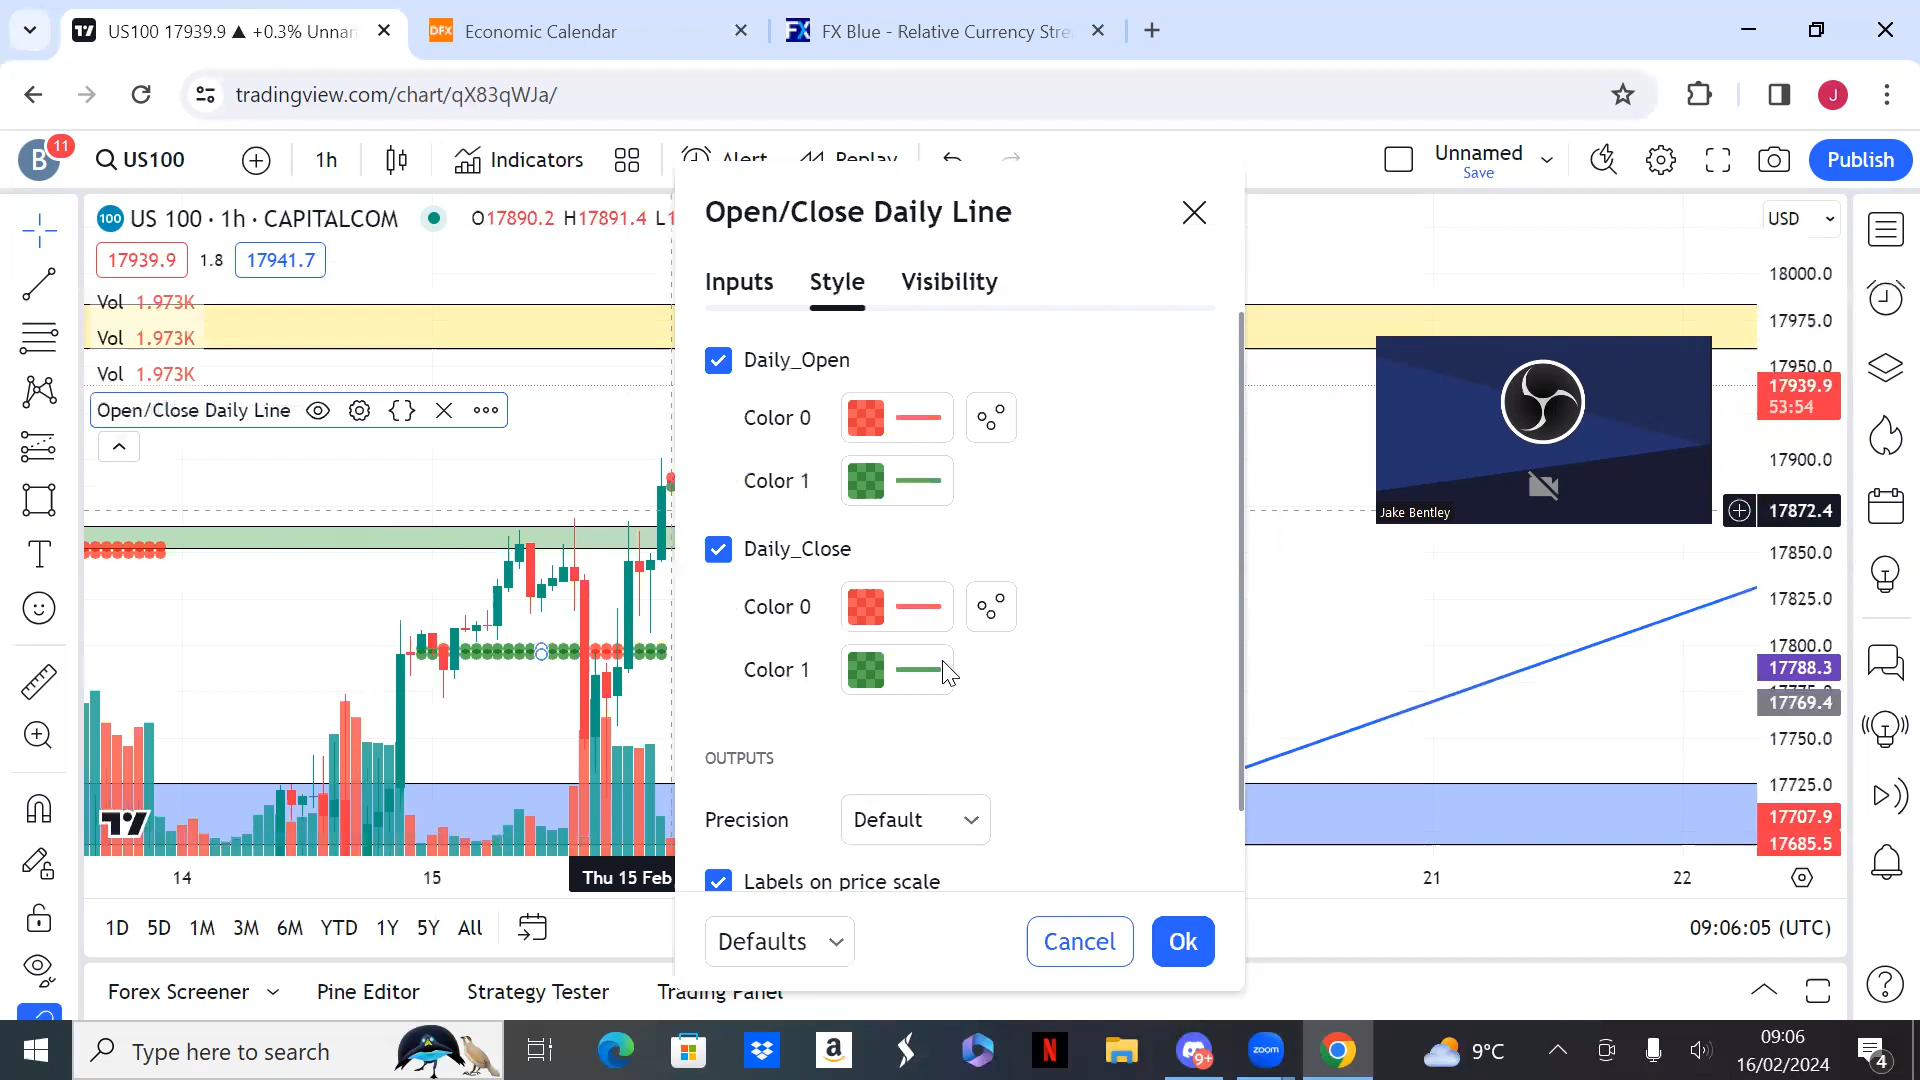 US100 17939.9 ▲ +0.3% Unnan
Economic Calendar
FX Blue - Relative Currency Stre
tradingview.com/chart/qX83qWJa/
J
B
11
US100
1h
Indicators
Alert
Replay
Unnamed
Save
Publish
US 100 · 1h · CAPITALCOM
O17890.2 H17891.4 L1
17939.9
1.8
17941.7
Vol 1.973K
Vol 1.973K
Vol 1.973K
Open/Close Daily Line
Open/Close Daily Line
Inputs
Style
Visibility
Daily_Open
Color 0
Color 1
Daily_Close
Color 0
Color 1
OUTPUTS
Precision
Default
Labels on price scale
Defaults
Cancel
Ok
USD
18000.0
17975.0
17950.0
17939.9
53:54
17900.0
17872.4
17850.0
17825.0
17800.0
17788.3
17769.4
17750.0
17725.0
17707.9
17685.5
Jake Bentley
14
15
Thu 15 Feb
21
22
1D 5D 1M 3M 6M YTD 1Y 5Y All
09:06:05 (UTC)
Forex Screener
Pine Editor
Strategy Tester
Trading Panel
Type here to search
zoom
9+
9°C
09:06
16/02/2024
4